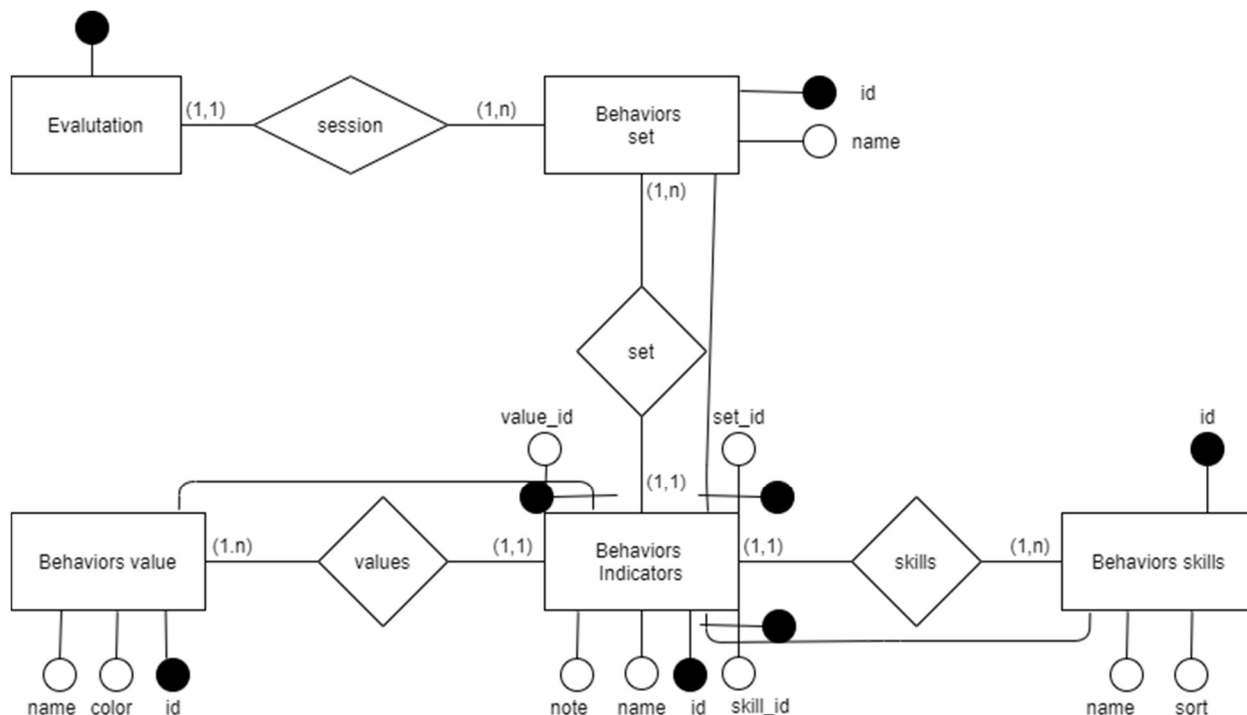 Evalutation
(1,1)
session
(1,n)
Behaviors
set
id
name
(1,n)
set
value_id
set_id
id
(1,1)
Behaviors value
(1.n)
values
(1,1)
Behaviors
Indicators
(1,1)
skills
(1,n)
Behaviors skills
name
color
id
note
name
id
skill_id
name
sort